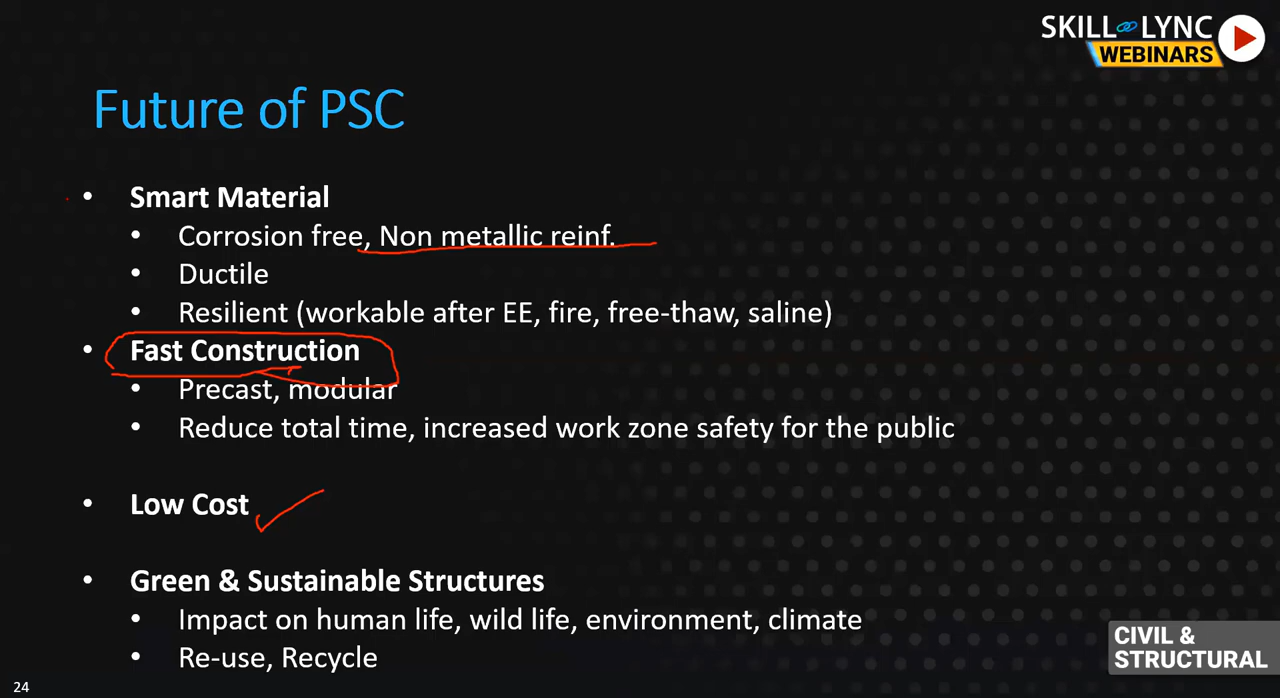 SKILL LYNC
WEBINARS
Future of PSC
• Smart Material
• Corrosion free, Non metallic reinf.
• Ductile
• Resilient (workable after EE, fire, free-thaw, saline)
• Fast Construction
• Precast, modular
• Reduce total time, increased work zone safety for the public
• Low Cost
• Green & Sustainable Structures
• Impact on human life, wild life, environment, climate
• Re-use, Recycle
CIVIL &
STRUCTURAL
24